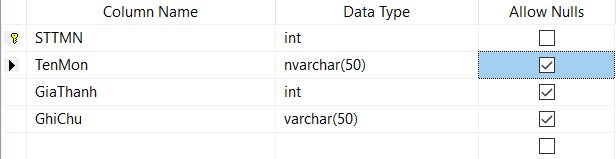 Column Name Data Type Allow Nulls
STTMN int
TenMon nvarchar(50)
GiaThanh int
GhiChu varchar(50)